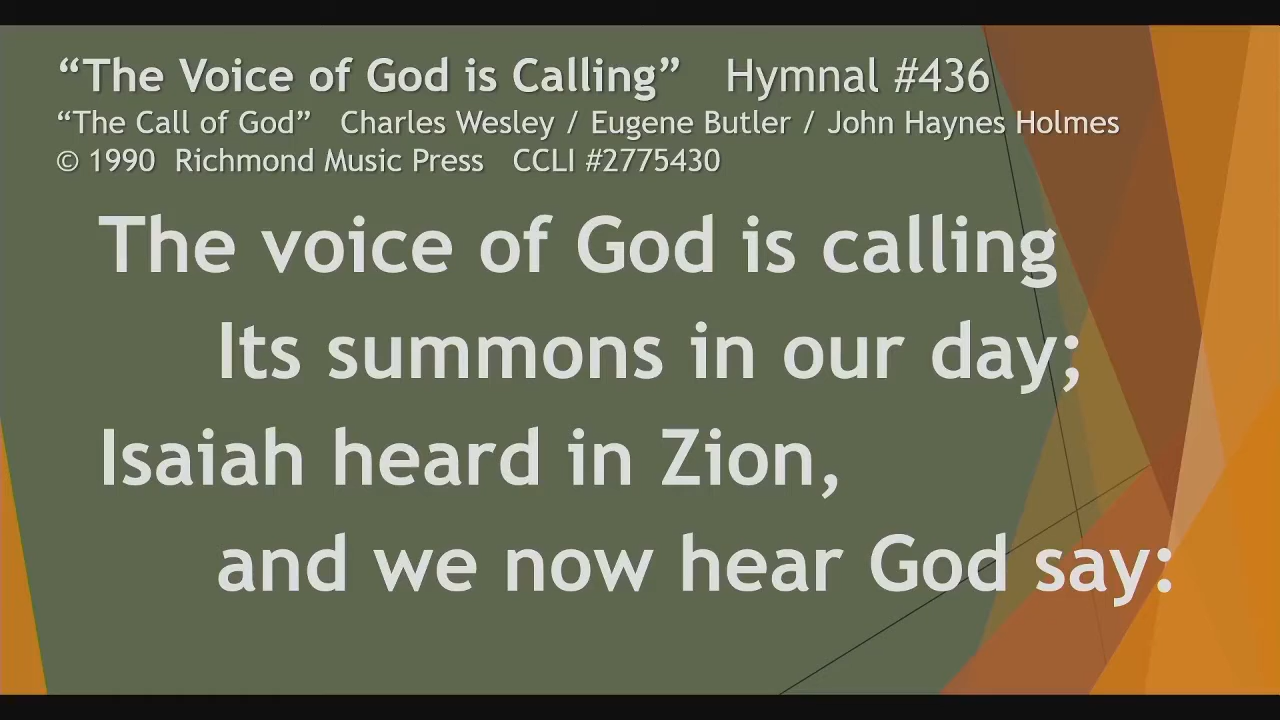 “The Voice of God is Calling” Hymnal #436
“The Call of God” Charles Wesley / Eugene Butler / John Haynes Holmes
© 1990 Richmond Music Press CCLI #2775430
The voice of God is calling
Its summons in our day;
Isaiah heard in Zion,
and we now hear God say: